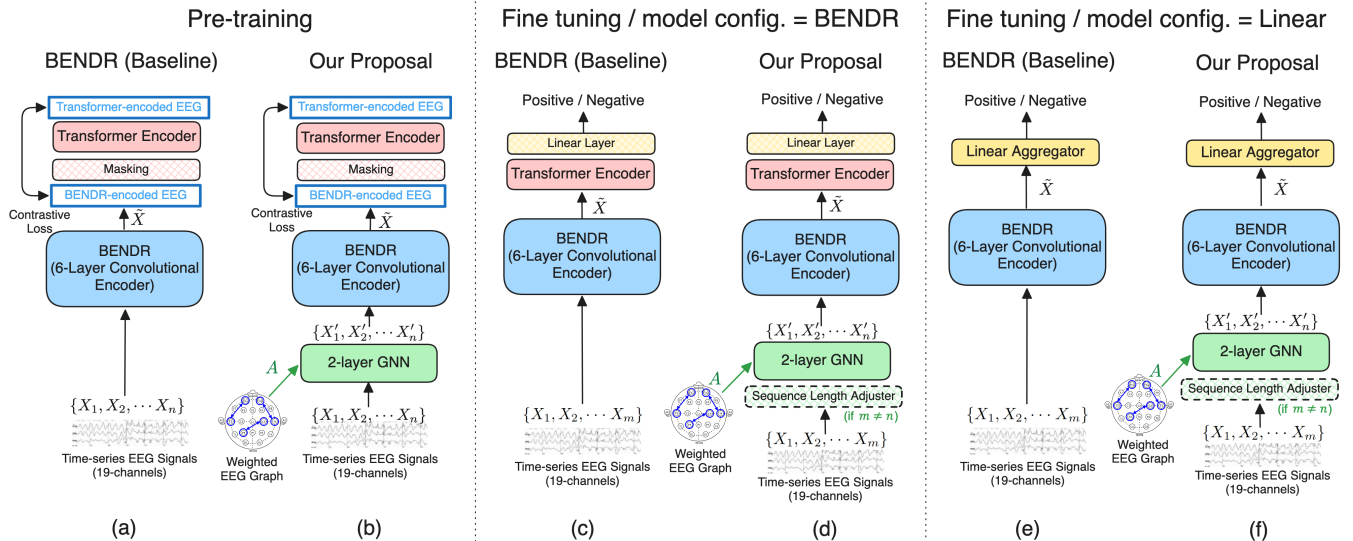 Pre-training
BENDR (Baseline)
Transformer-encoded EEG
Transformer Encoder
Masking
BENDR-encoded EEG
Contrastive
Loss
X̃
BENDR
(6-Layer Convolutional
Encoder)
{X₁, X₂, ⋯ Xₙ}
Time-series EEG Signals
(19-channels)
(a)
Our Proposal
Transformer-encoded EEG
Transformer Encoder
Masking
BENDR-encoded EEG
Contrastive
Loss
X̃
BENDR
(6-Layer Convolutional
Encoder)
{X′₁, X′₂, ⋯ X′ₙ}
2-layer GNN
A
{X₁, X₂, ⋯ Xₙ}
Weighted
EEG Graph
Time-series EEG Signals
(19-channels)
(b)
Fine tuning / model config. = BENDR
BENDR (Baseline)
Positive / Negative
Linear Layer
Transformer Encoder
X̃
BENDR
(6-Layer Convolutional
Encoder)
{X₁, X₂, ⋯ Xₘ}
Time-series EEG Signals
(19-channels)
(c)
Our Proposal
Positive / Negative
Linear Layer
Transformer Encoder
X̃
BENDR
(6-Layer Convolutional
Encoder)
{X′₁, X′₂, ⋯ X′ₙ}
2-layer GNN
A
Sequence Length Adjuster
(if m ≠ n)
{X₁, X₂, ⋯ Xₘ}
Weighted
EEG Graph
Time-series EEG Signals
(19-channels)
(d)
Fine tuning / model config. = Linear
BENDR (Baseline)
Positive / Negative
Linear Aggregator
X̃
BENDR
(6-Layer Convolutional
Encoder)
{X₁, X₂, ⋯ Xₘ}
Time-series EEG Signals
(19-channels)
(e)
Our Proposal
Positive / Negative
Linear Aggregator
X̃
BENDR
(6-Layer Convolutional
Encoder)
{X′₁, X′₂, ⋯ X′ₙ}
2-layer GNN
A
Sequence Length Adjuster
(if m ≠ n)
{X₁, X₂, ⋯ Xₘ}
Weighted
EEG Graph
Time-series EEG Signals
(19-channels)
(f)